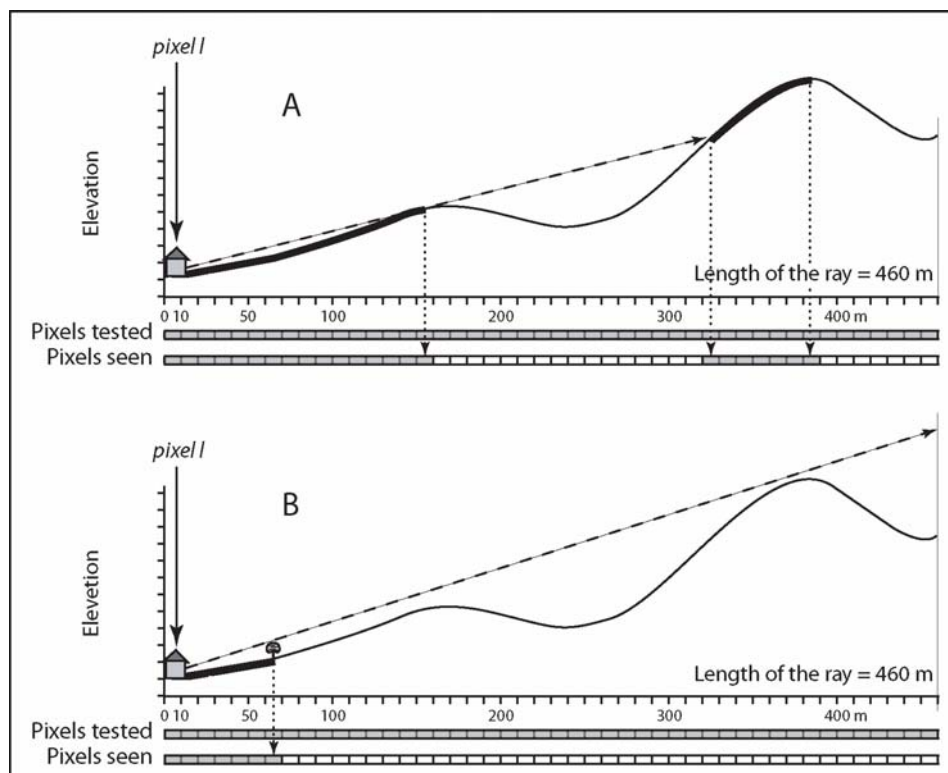 pixel l
A
Elevation
Length of the ray = 460 m
0 10 50 100 200 300 400 m
Pixels tested
Pixels seen
pixel l
B
Elevetion
Length of the ray = 460 m
0 10 50 100 200 300 400 m
Pixels tested
Pixels seen